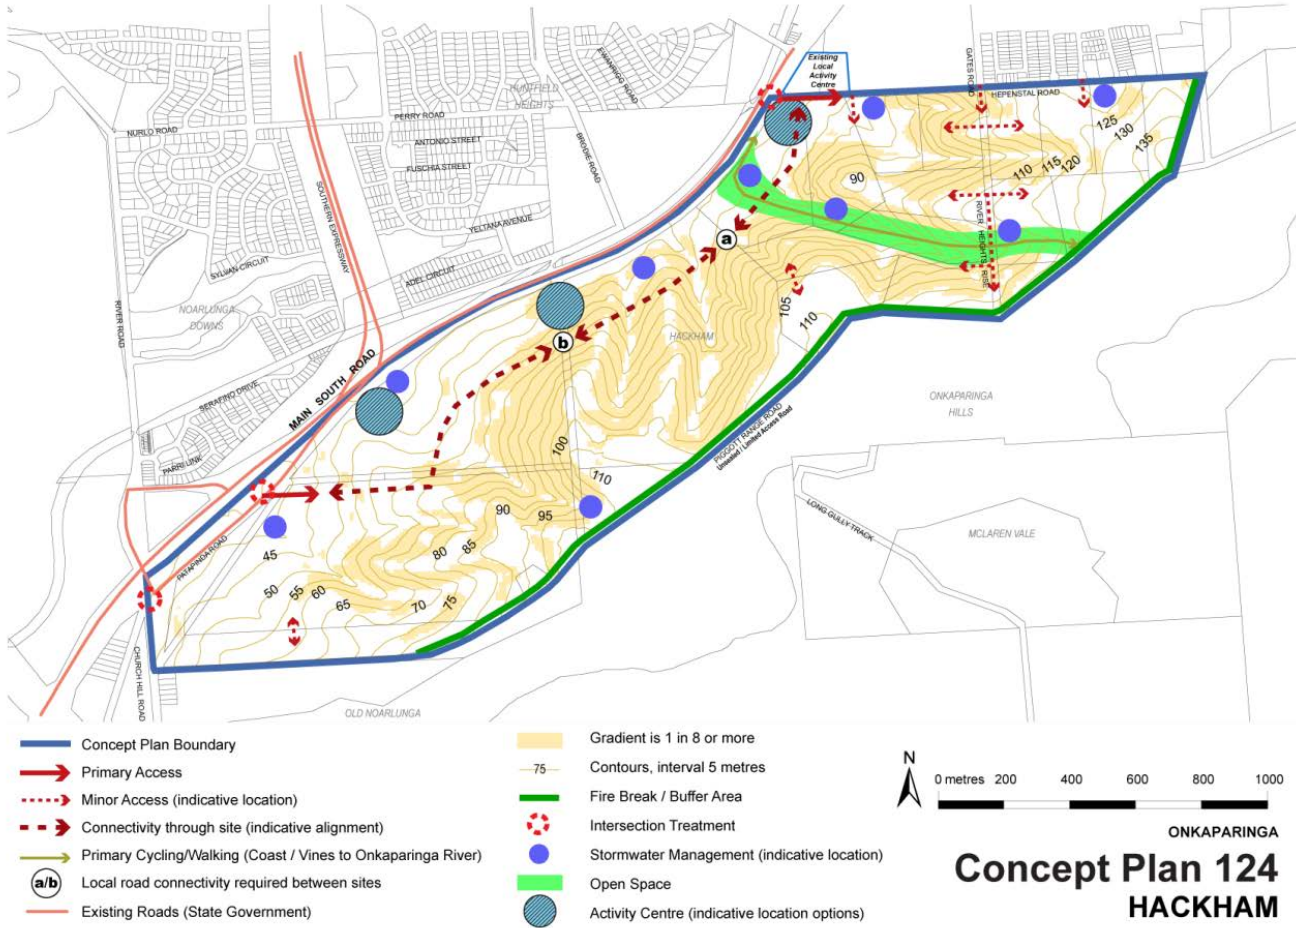 Existing
Local
Activity
Centre
GATES ROAD
HEPENSTAL ROAD
EWANRIGG ROAD
HUNTFIELD
HEIGHTS
NURLO ROAD
PERRY ROAD
ANTONIO STREET
FUSCHIA STREET
BRODIE ROAD
SOUTHERN EXPRESSWAY
YELTANA AVENUE
SYLVAN CIRCUIT
ADEL CIRCUIT
NOARLUNGA
DOWNS
RIVER ROAD
125
130
135
110
115
120
90
RIVER HEIGHTS RISE
a
105
110
HACKHAM
b
MAIN SOUTH ROAD
SERAFINO DRIVE
PARRI LINK
ONKAPARINGA
HILLS
PIGGOTT RANGE ROAD
Unsealed / Limited Access Road
100
110
90
95
LONG GULLY TRACK
MCLAREN VALE
PATAPINDA ROAD
45
80
85
50
55
60
65
70
75
CHURCH HILL ROAD
OLD NOARLUNGA
Concept Plan Boundary
Primary Access
Minor Access (indicative location)
Connectivity through site (indicative alignment)
Primary Cycling/Walking (Coast / Vines to Onkaparinga River)
a/b Local road connectivity required between sites
Existing Roads (State Government)
Gradient is 1 in 8 or more
75 Contours, interval 5 metres
Fire Break / Buffer Area
Intersection Treatment
Stormwater Management (indicative location)
Open Space
Activity Centre (indicative location options)
N
0 metres 200 400 600 800 1000
ONKAPARINGA
Concept Plan 124
HACKHAM